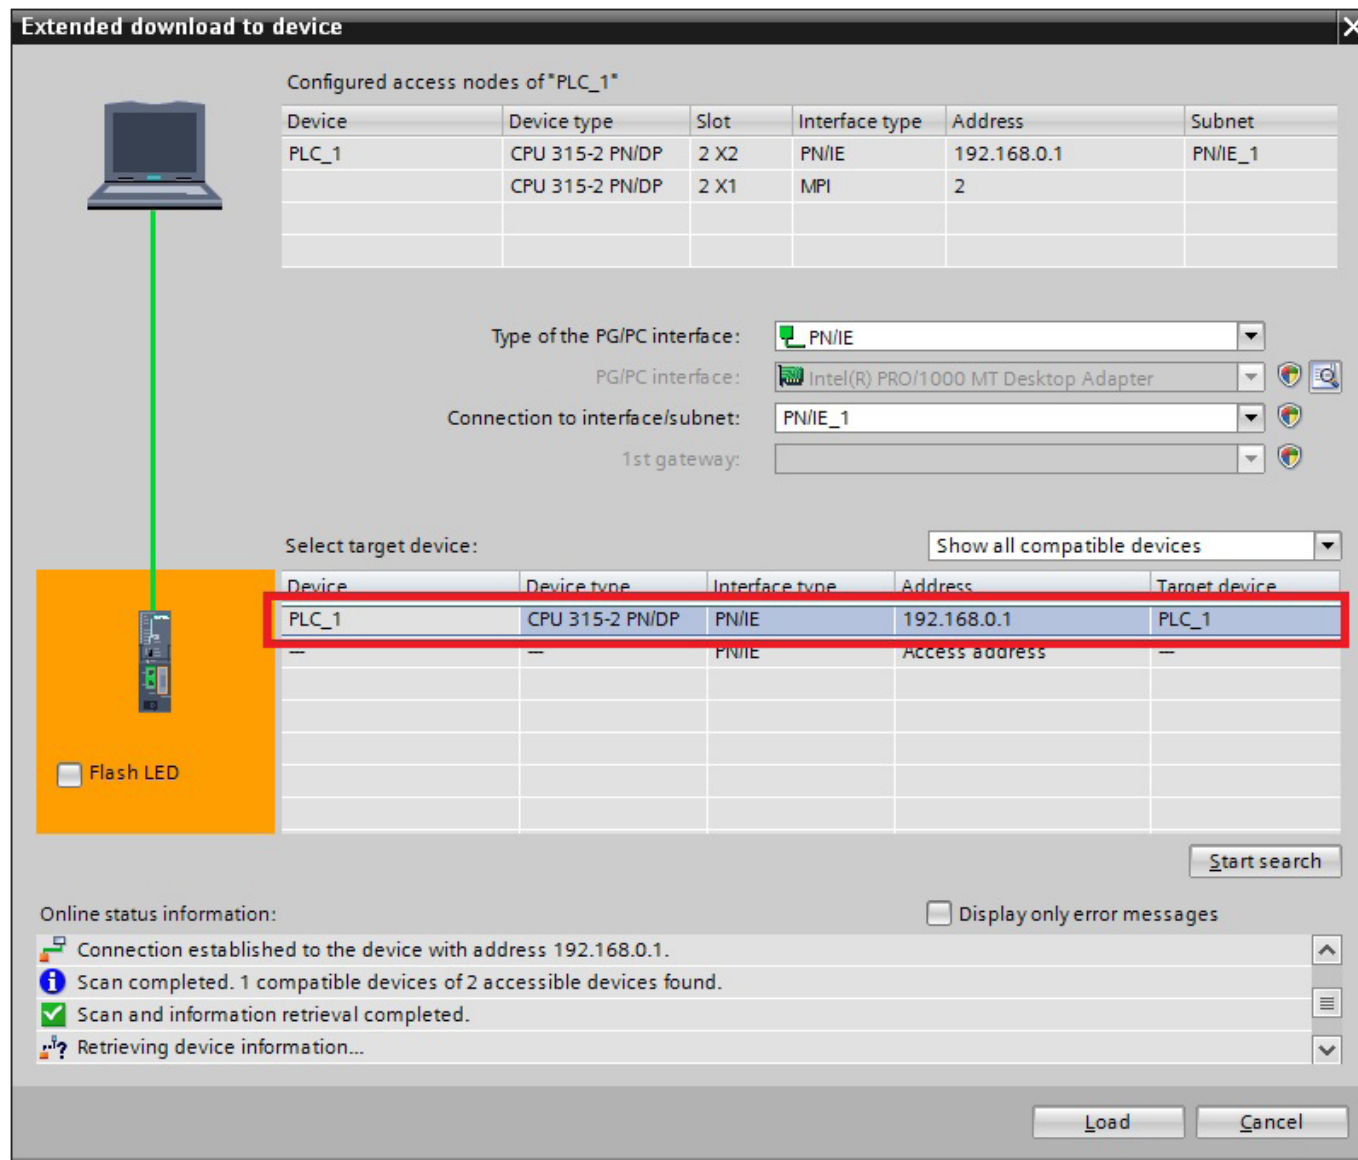 Extended download to device
Configured access nodes of "PLC_1"
Device Device type Slot Interface type Address Subnet
PLC_1 CPU 315-2 PN/DP 2 X2 PN/IE 192.168.0.1 PN/IE_1
CPU 315-2 PN/DP 2 X1 MPI 2
Type of the PG/PC interface: PN/IE
PG/PC interface: Intel(R) PRO/1000 MT Desktop Adapter
Connection to interface/subnet: PN/IE_1
1st gateway:
Select target device: Show all compatible devices
Device Device type Interface type Address Target device
PLC_1 CPU 315-2 PN/DP PN/IE 192.168.0.1 PLC_1
— — PN/IE Access address —
Flash LED
Start search
Online status information: Display only error messages
Connection established to the device with address 192.168.0.1.
Scan completed. 1 compatible devices of 2 accessible devices found.
Scan and information retrieval completed.
Retrieving device information...
Load Cancel